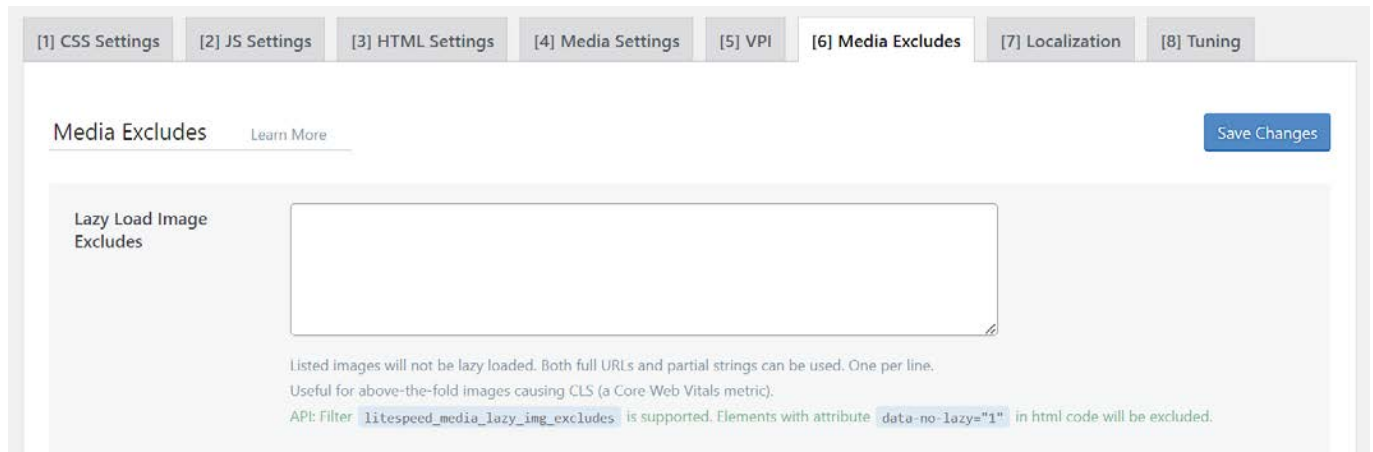 [1] CSS Settings [2] JS Settings [3] HTML Settings [4] Media Settings [5] VPI [6] Media Excludes [7] Localization [8] Tuning
Media Excludes Learn More Save Changes
Lazy Load Image
Excludes
Listed images will not be lazy loaded. Both full URLs and partial strings can be used. One per line.
Useful for above-the-fold images causing CLS (a Core Web Vitals metric).
API: Filter litespeed_media_lazy_img_excludes is supported. Elements with attribute data-no-lazy="1" in html code will be excluded.